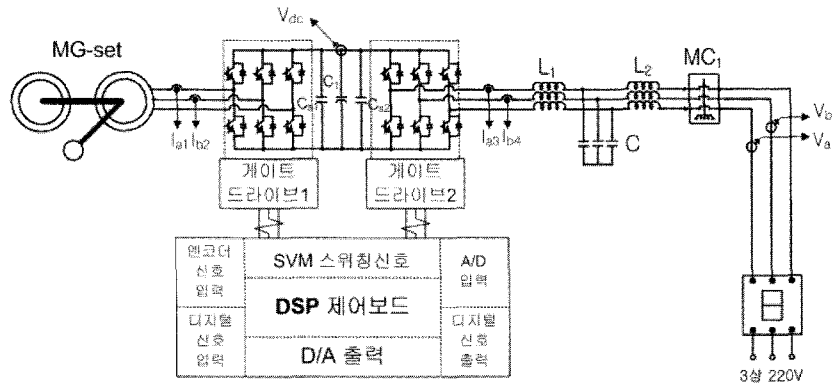 V_dc
MG-set
C_s1
C_1
C_s2
I_a1 I_b2
I_a3 I_b4
L_1
L_2
MC_1
C
V_b
V_a
게이트
드라이브1
게이트
드라이브2
엔코더
신호
입력
SVM 스위칭신호
A/D
입력
DSP 제어보드
디지털
신호
입력
D/A 출력
디지털
신호
출력
3상 220V